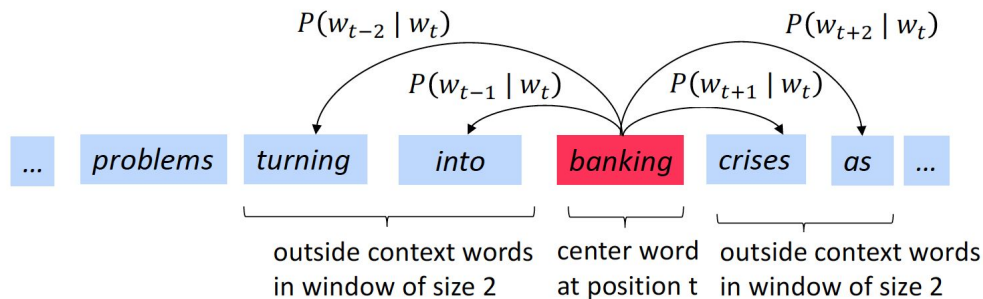 P(w_{t−2} | w_t)
P(w_{t+2} | w_t)
P(w_{t−1} | w_t)
P(w_{t+1} | w_t)
... problems turning into banking crises as ...
outside context words
in window of size 2
center word
at position t
outside context words
in window of size 2